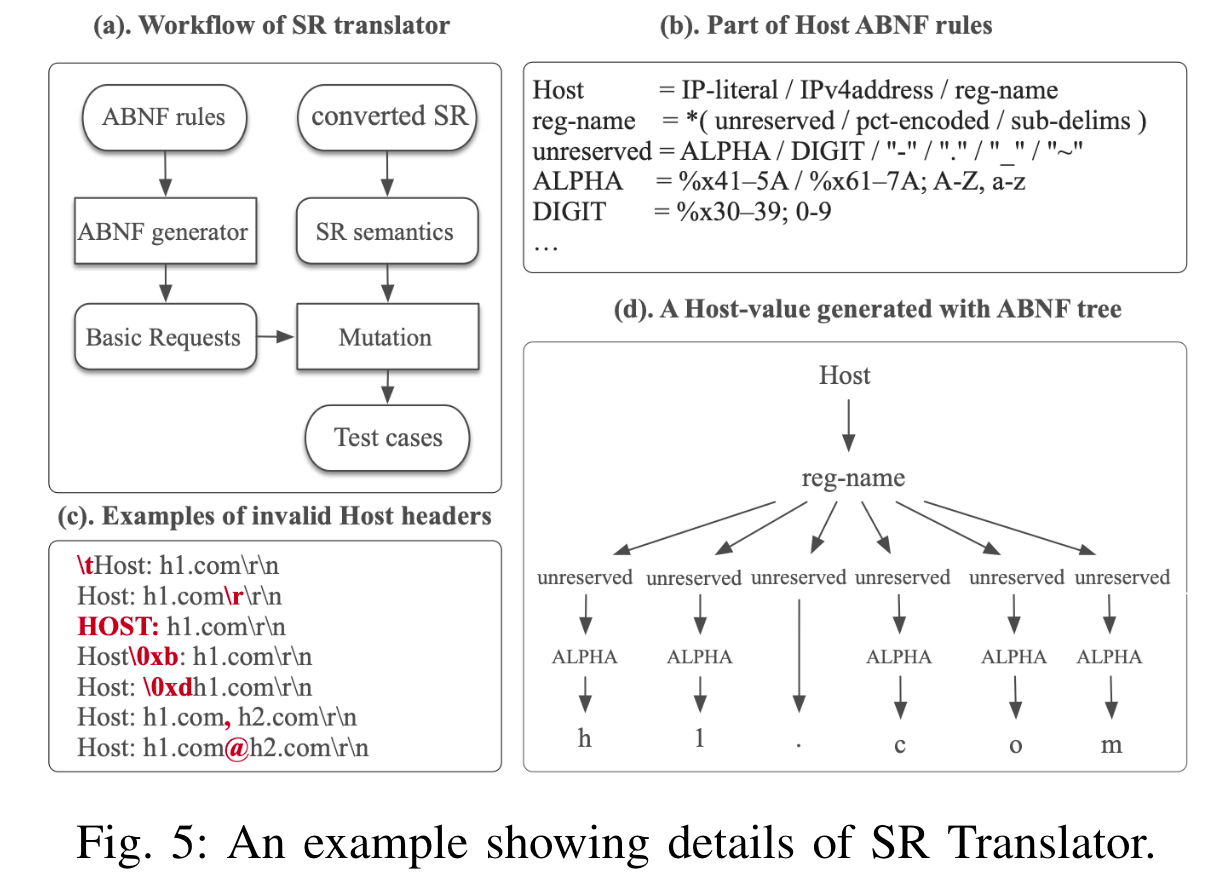 (a). Workflow of SR translator
ABNF rules
converted SR
ABNF generator
SR semantics
Basic Requests
Mutation
Test cases
(b). Part of Host ABNF rules
Host = IP-literal / IPv4address / reg-name
reg-name = *( unreserved / pct-encoded / sub-delims )
unreserved = ALPHA / DIGIT / "-" / "." / "_" / "~"
ALPHA = %x41–5A / %x61–7A; A-Z, a-z
DIGIT = %x30–39; 0-9
…
(c). Examples of invalid Host headers
\tHost: h1.com\r\n
Host: h1.com\r\r\n
HOST: h1.com\r\n
Host\0xb: h1.com\r\n
Host: \0xdh1.com\r\n
Host: h1.com, h2.com\r\n
Host: h1.com@h2.com\r\n
(d). A Host-value generated with ABNF tree
Host
reg-name
unreserved unreserved unreserved unreserved unreserved unreserved
ALPHA ALPHA ALPHA ALPHA ALPHA
h 1 . c o m
Fig. 5: An example showing details of SR Translator.